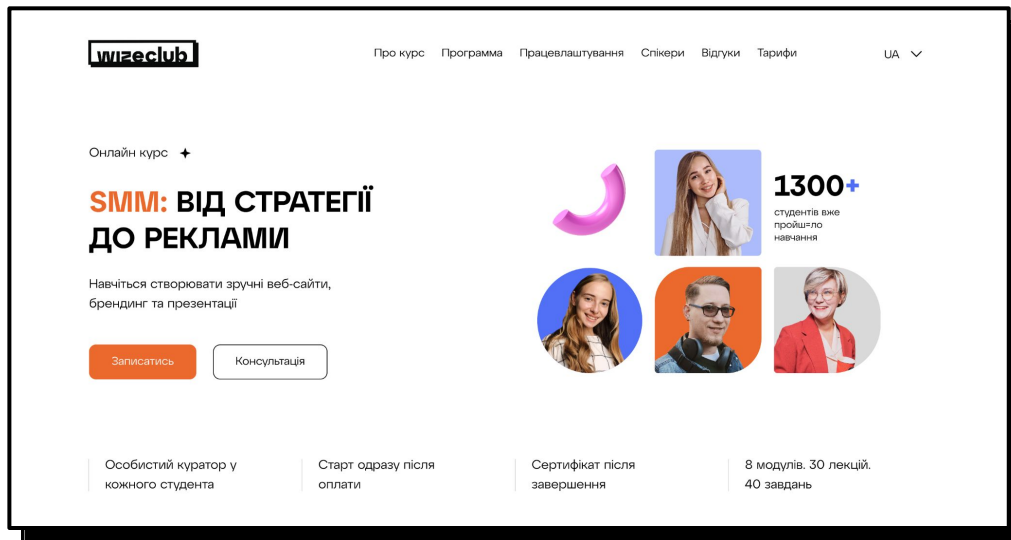 wizeclub
Про курс Програма Працевлаштування Спікери Відгуки Тарифи UA
Онлайн курс
SMM: ВІД СТРАТЕГІЇ
ДО РЕКЛАМИ
Навчіться створювати зручні веб-сайти,
брендинг та презентації
Записатись Консультація
1300+
студентів вже
пройш=ло
навчання
Особистий куратор у
кожного студента
Старт одразу після
оплати
Сертифікат після
завершення
8 модулів. 30 лекцій.
40 завдань